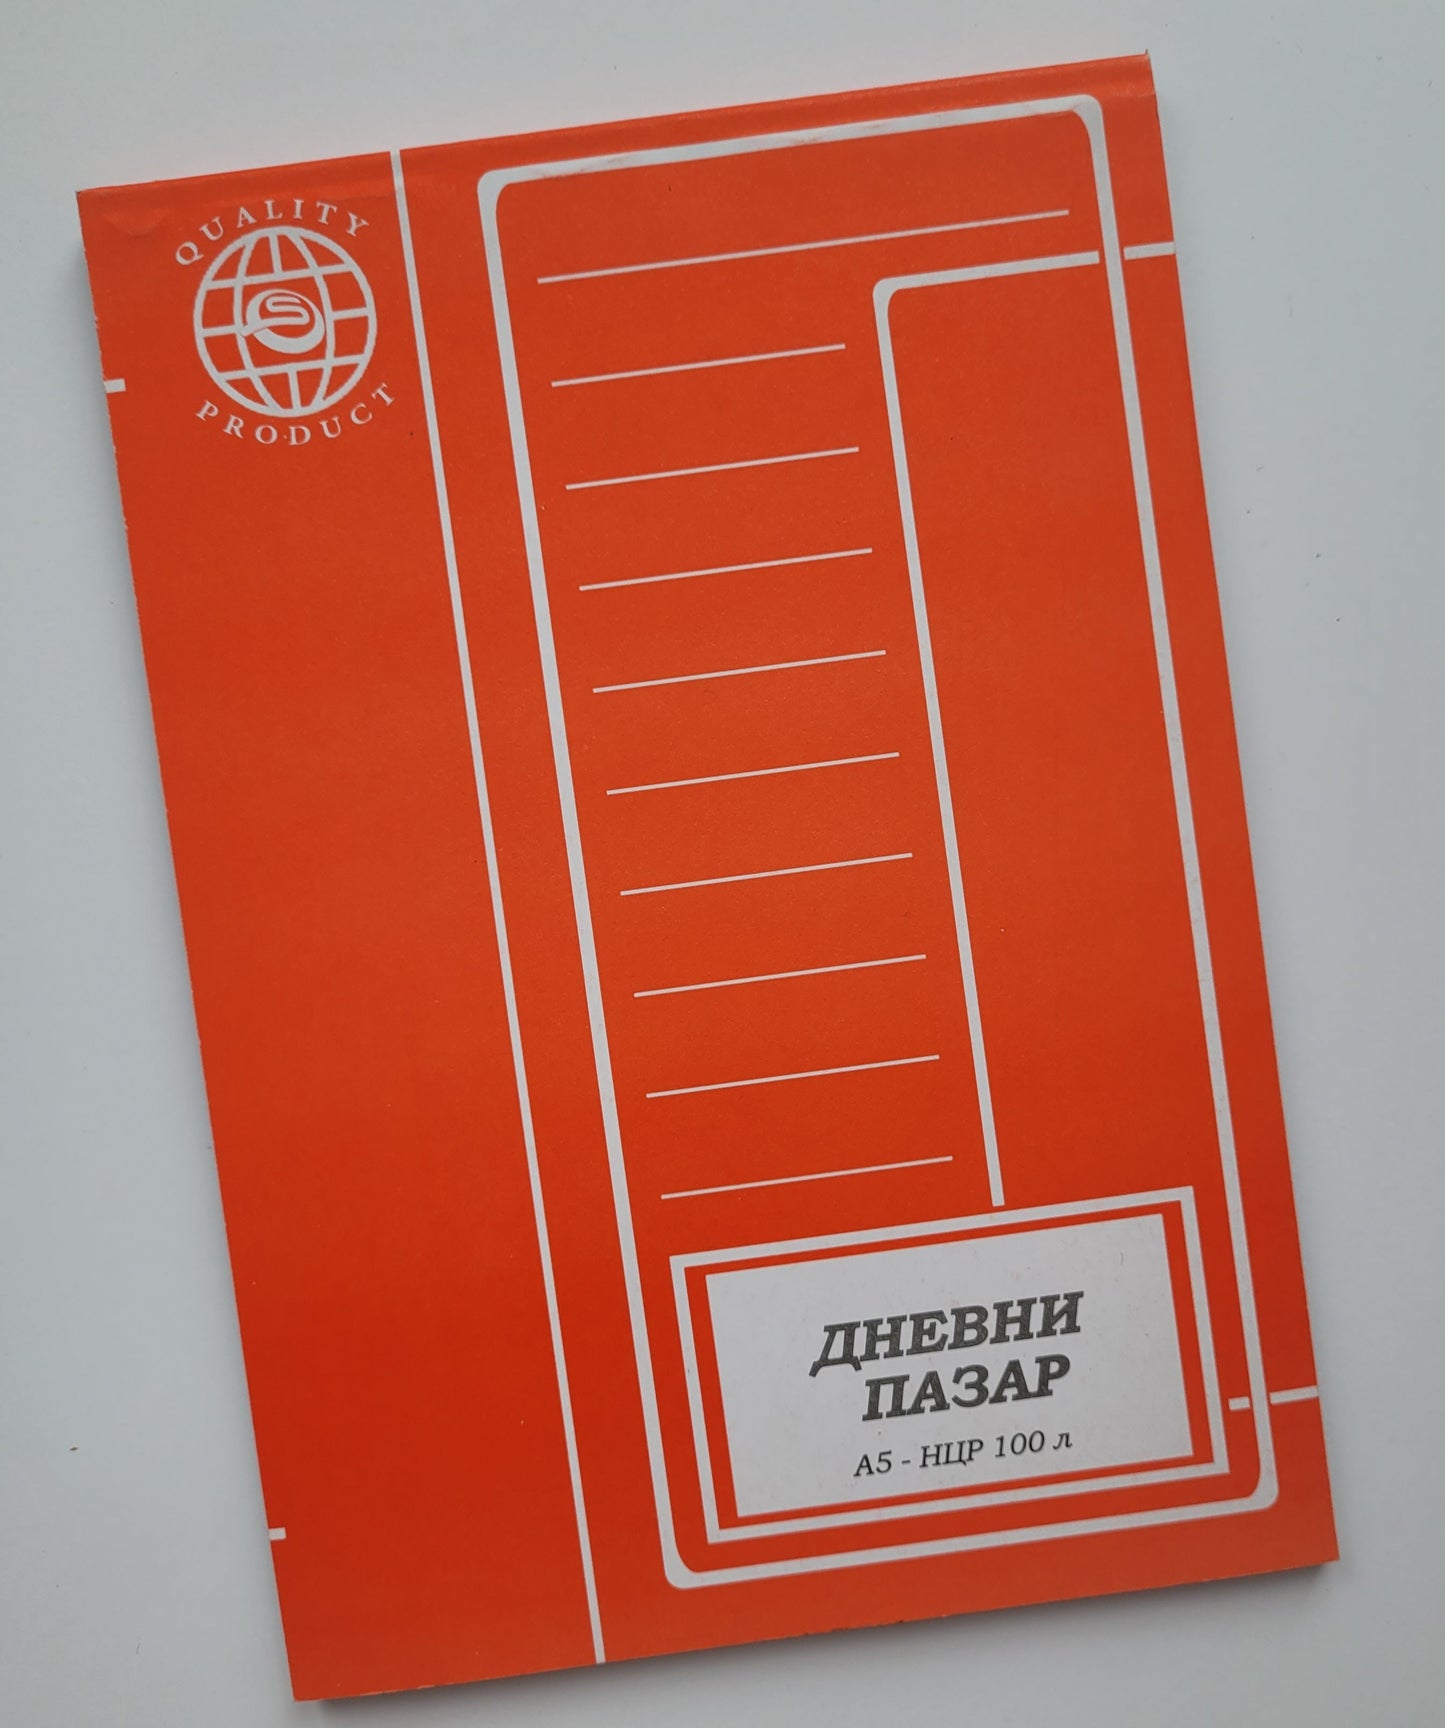 QUALITY
PRODUCT
ДНЕВНИ
ПАЗАР
А5 - НЦР 100 л